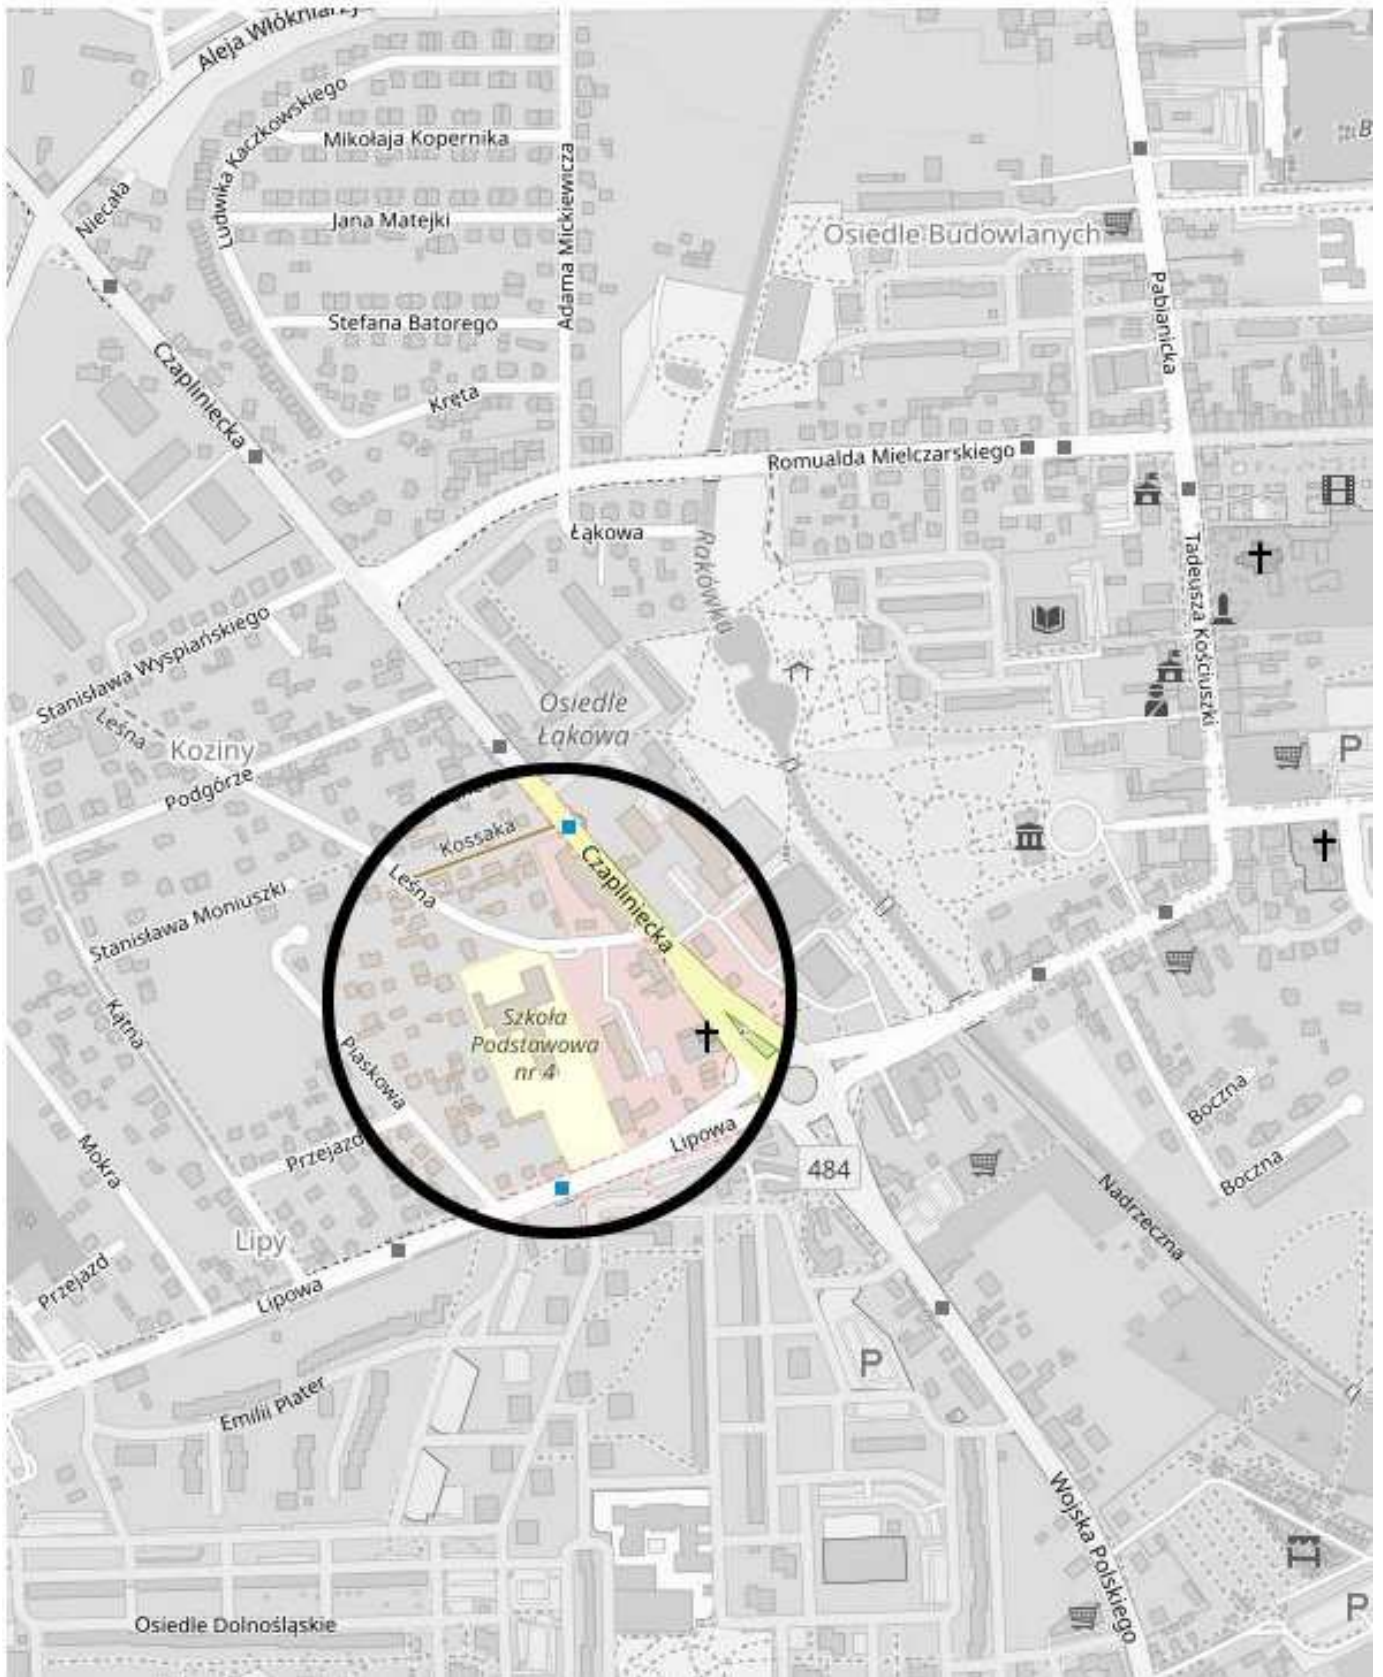 Aleja Włókniarzy
Ludwika Kaczkowskiego
Mikołaja Kopernika
Niecała
Jana Matejki
Adama Mickiewicza
Osiedle Budowlanych
Stefana Batorego
Pabianicka
Czapliniecka
Kręta
Romualda Mielczarskiego
Łąkowa
Rakówka
Tadeusza Kościuszki
Stanisława Wyspiańskiego
Leśna
Osiedle
Łąkowa
Koziny
Podgórze
P
Kossaka
Leśna
Czapliniecka
Stanisława Moniuszki
Kątna
Szkoła
Podstawowa
nr 4
Piaskowa
Przejazd
Mokra
Lipowa
484
Boczna
Boczna
Nadrzeczna
Lipy
Przejazd
Lipowa
P
Emilii Plater
Wojska Polskiego
P
Osiedle Dolnośląskie